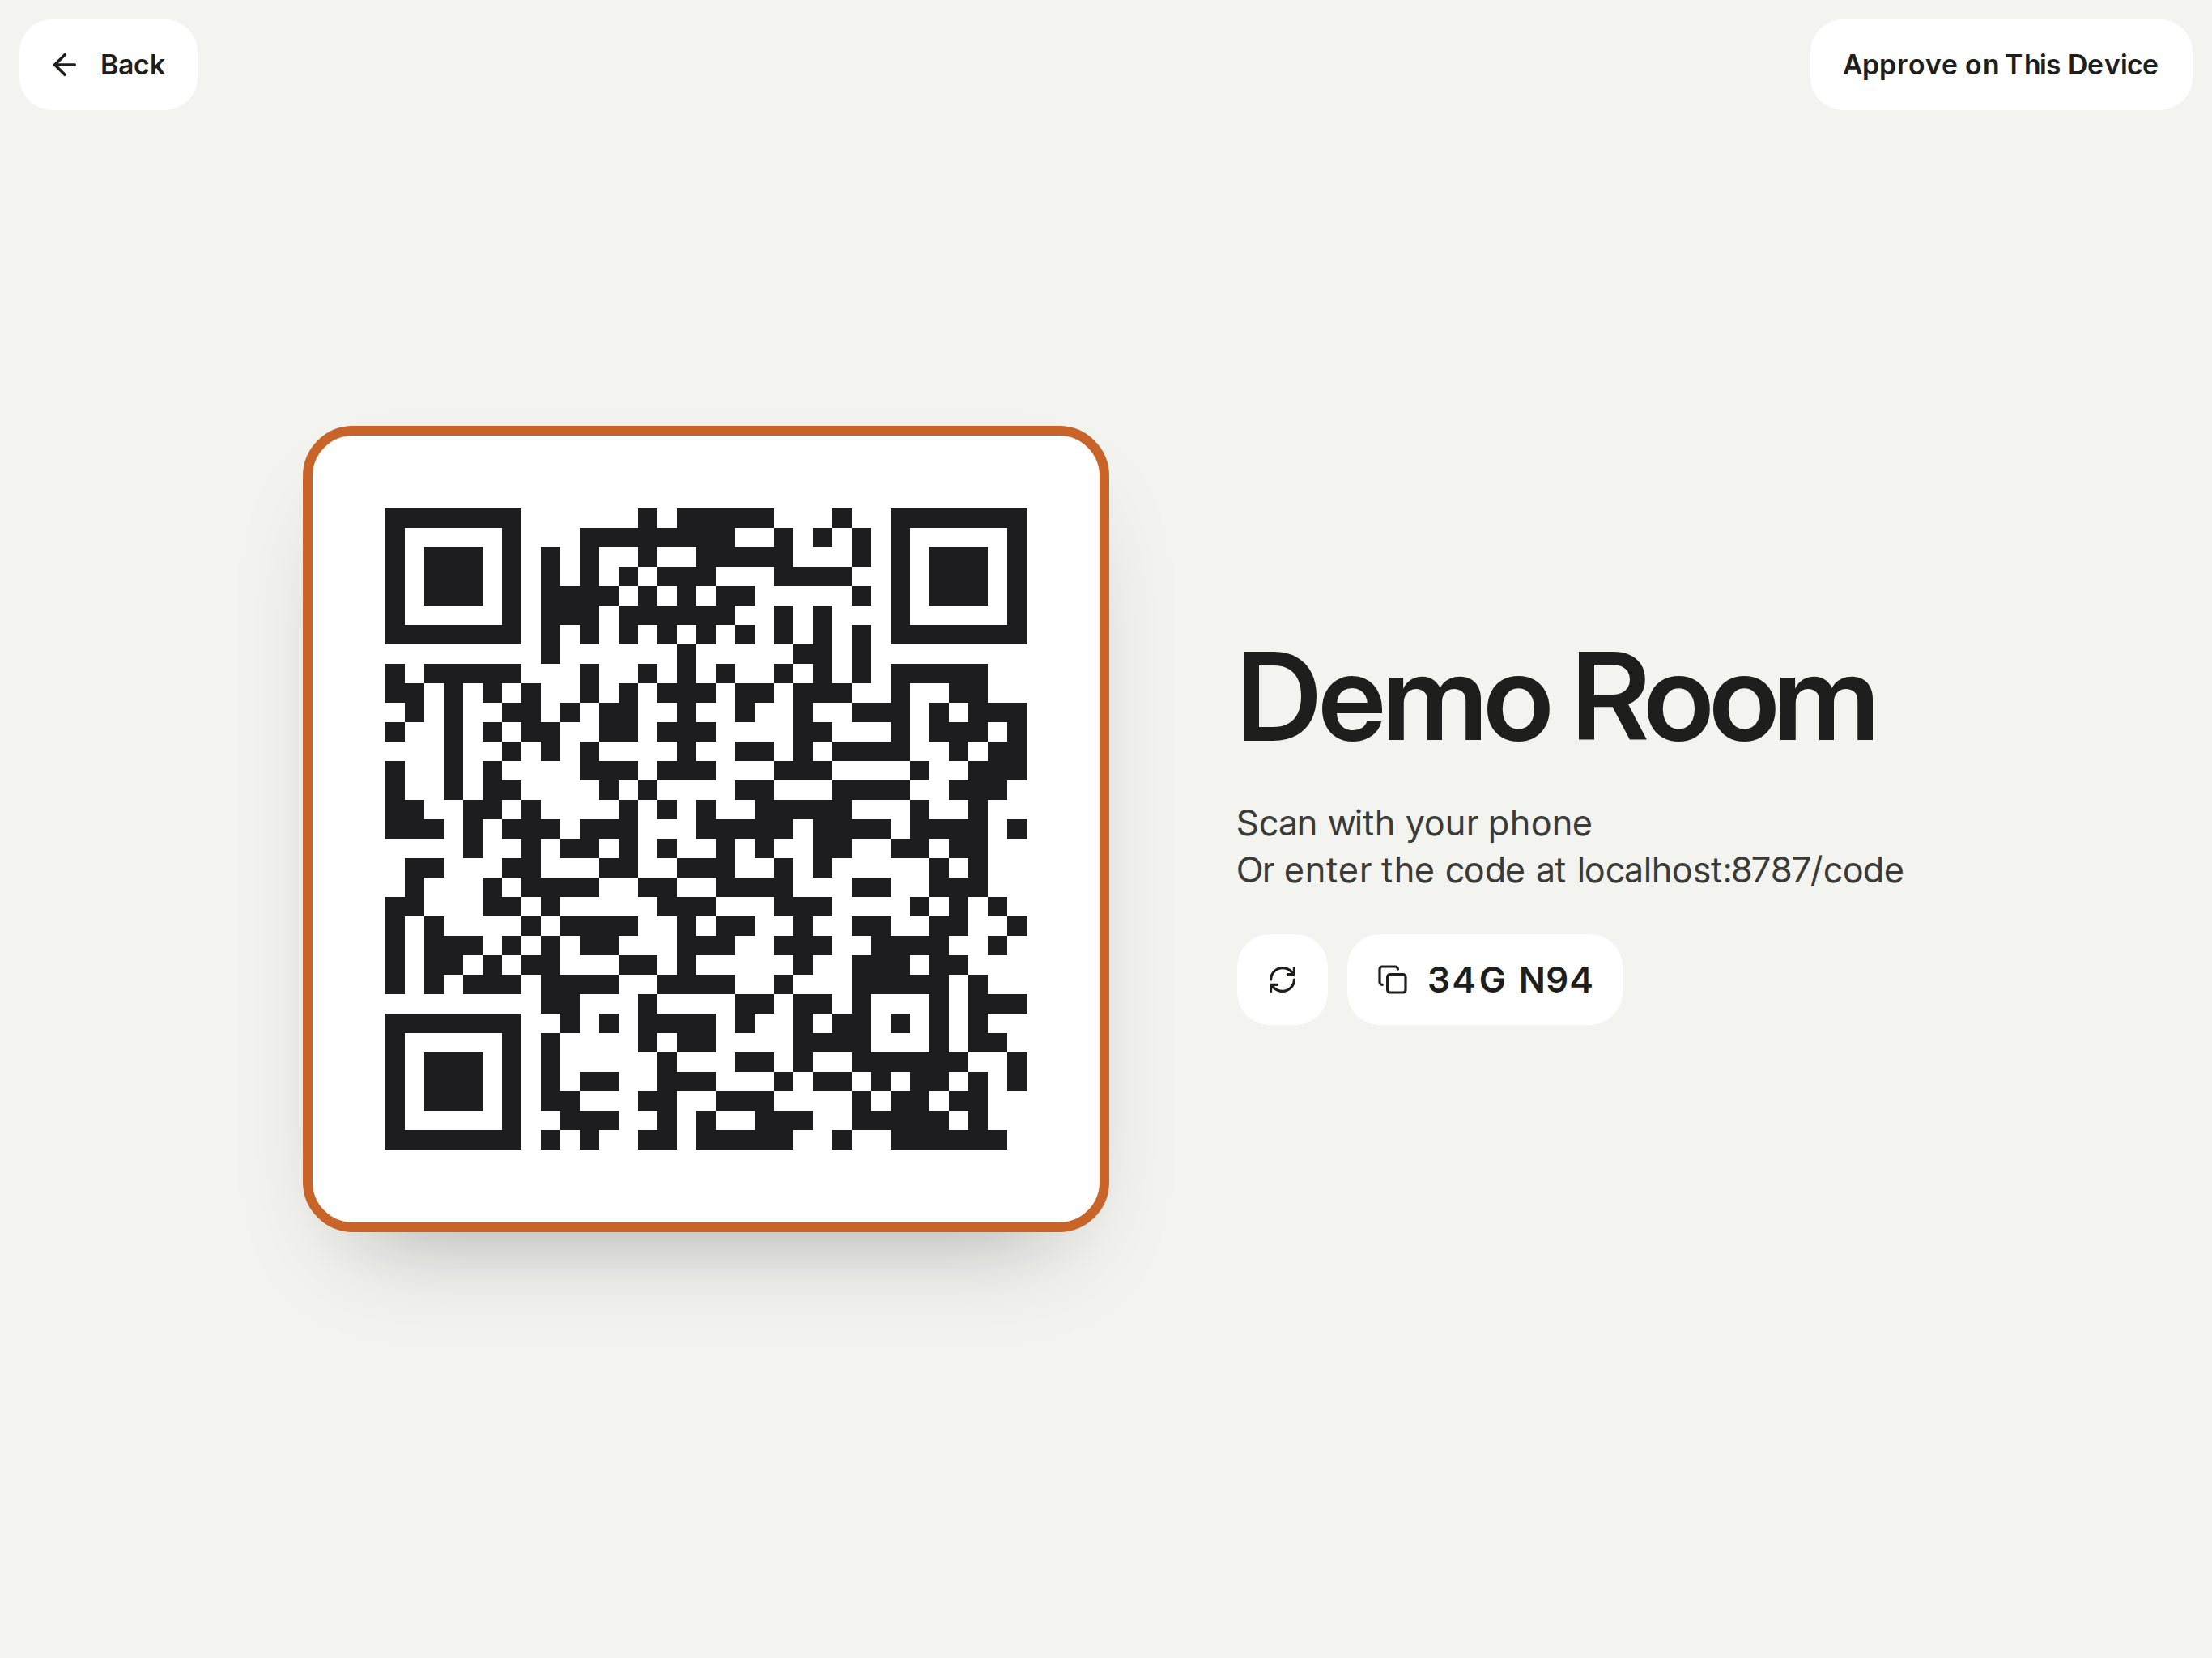 Back
Approve on This Device
Demo Room
Scan with your phone
Or enter the code at localhost:8787/code
34G N94